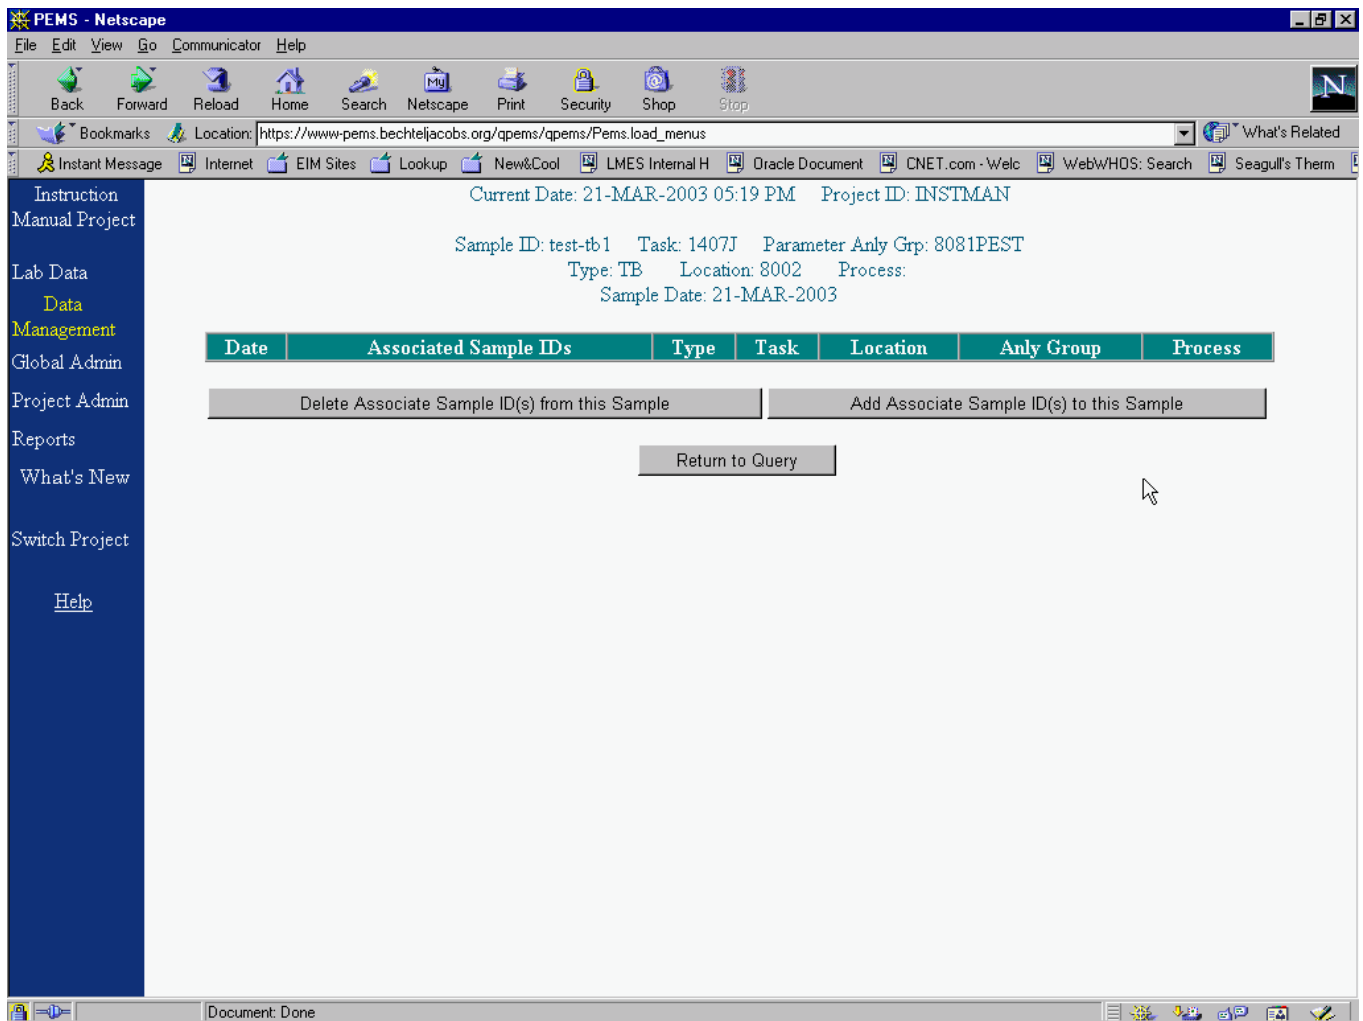 PEMS - Netscape
File Edit View Go Communicator Help
Back Forward Reload Home Search Netscape Print Security Shop Stop
My
N
Bookmarks Location: https://www-pems.bechteljacobs.org/qpems/qpems/Pems.load_menus What's Related
Instant Message Internet EIM Sites Lookup New&Cool LMES Internal H Oracle Document CNET.com - Welc WebWHOS: Search Seagull's Therm
Instruction
Manual Project
Lab Data
Data
Management
Global Admin
Project Admin
Reports
What's New
Switch Project
Help
Current Date: 21-MAR-2003 05:19 PM Project ID: INSTMAN
Sample ID: test-tb1 Task: 1407J Parameter Anly Grp: 8081PEST
Type: TB Location: 8002 Process:
Sample Date: 21-MAR-2003
Date Associated Sample IDs Type Task Location Anly Group Process
Delete Associate Sample ID(s) from this Sample Add Associate Sample ID(s) to this Sample
Return to Query
Document: Done